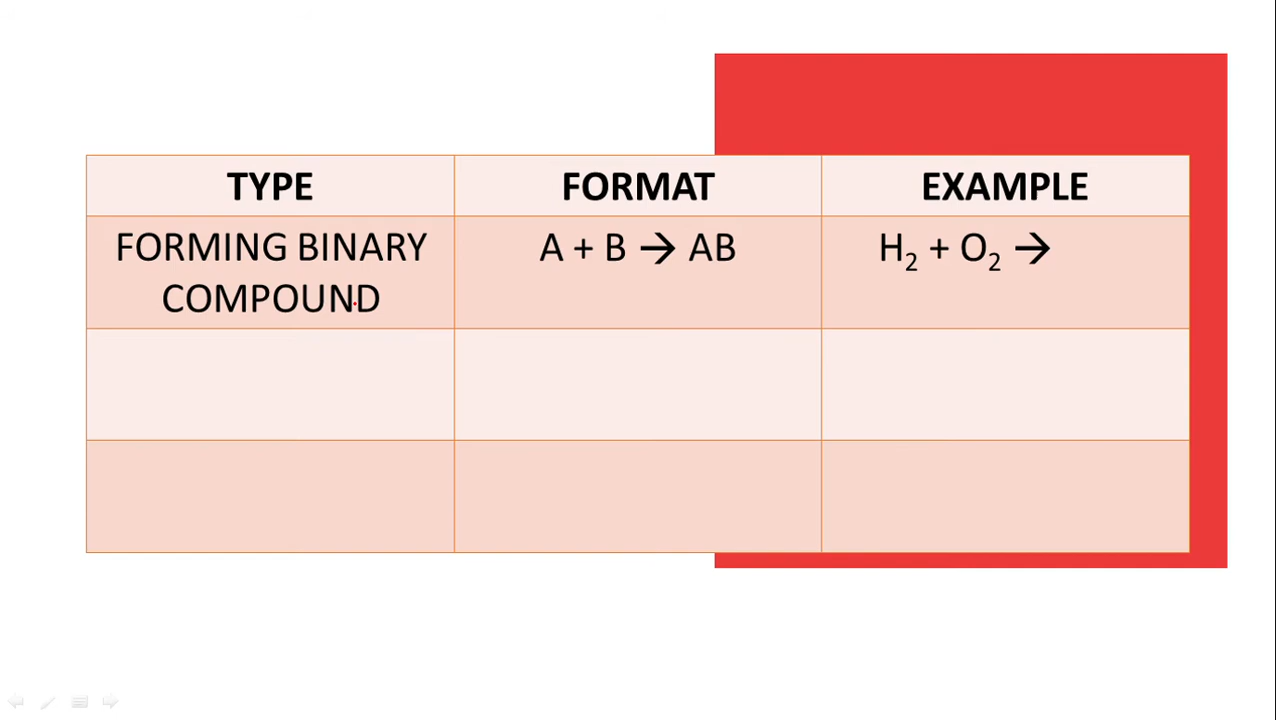 TYPE FORMAT EXAMPLE
FORMING BINARY A + B → AB H₂ + O₂ →
COMPOUND